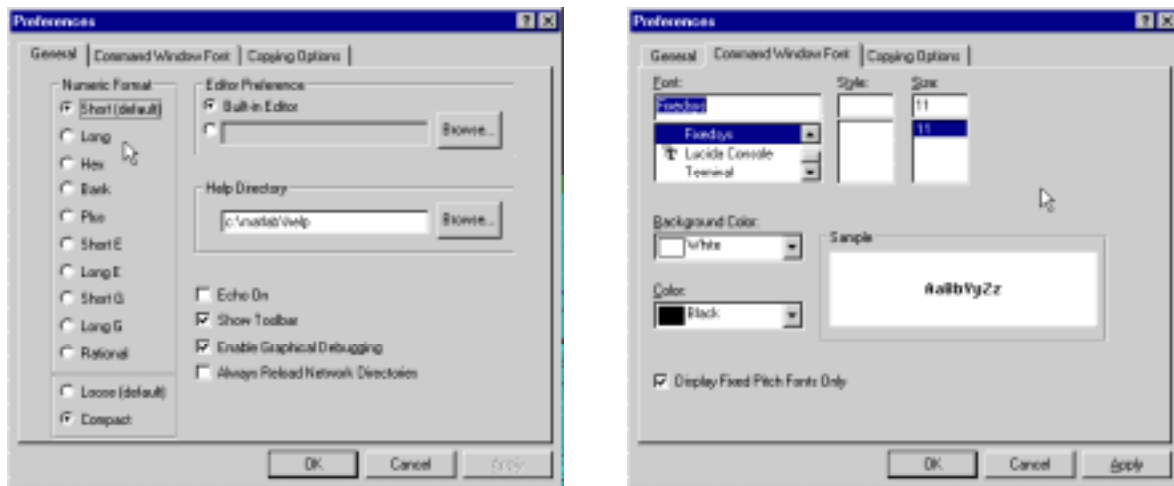 Preferences
General
Command Window Font
Copying Options
Numeric Format
Short (default)
Long
Hex
Bank
Plus
Short E
Long E
Short G
Long G
Rational
Loose (default)
Compact
Editor Preference
Built-in Editor
Browse...
Help Directory
c:\matlab\help
Browse...
Echo On
Show Toolbar
Enable Graphical Debugging
Always Reload Network Directories
OK
Cancel
Apply
Preferences
General
Command Window Font
Copying Options
Font:
Style:
Size:
Fixedsys
11
Fixedsys
11
Lucida Console
Terminal
Background Color:
White
Sample
AaBbYyZz
Color:
Black
Display Fixed Pitch Fonts Only
OK
Cancel
Apply